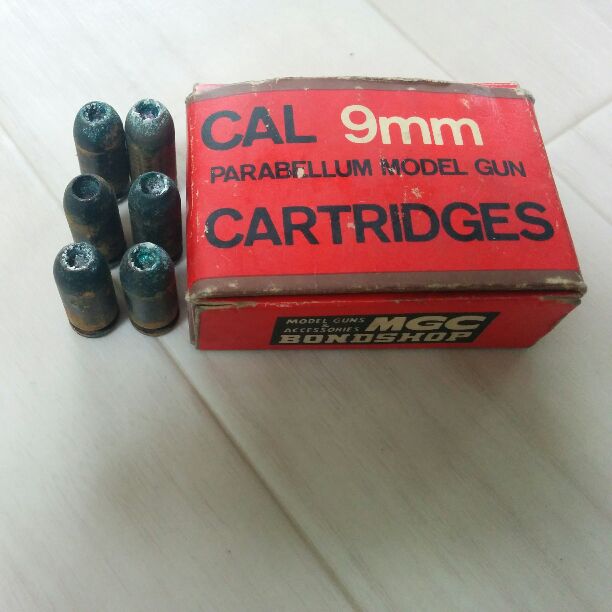 CAL 9mm
PARABELLUM MODEL GUN
CARTRIDGES
MODEL GUNS
& ACCESSORIES MGC
BONDSHOP